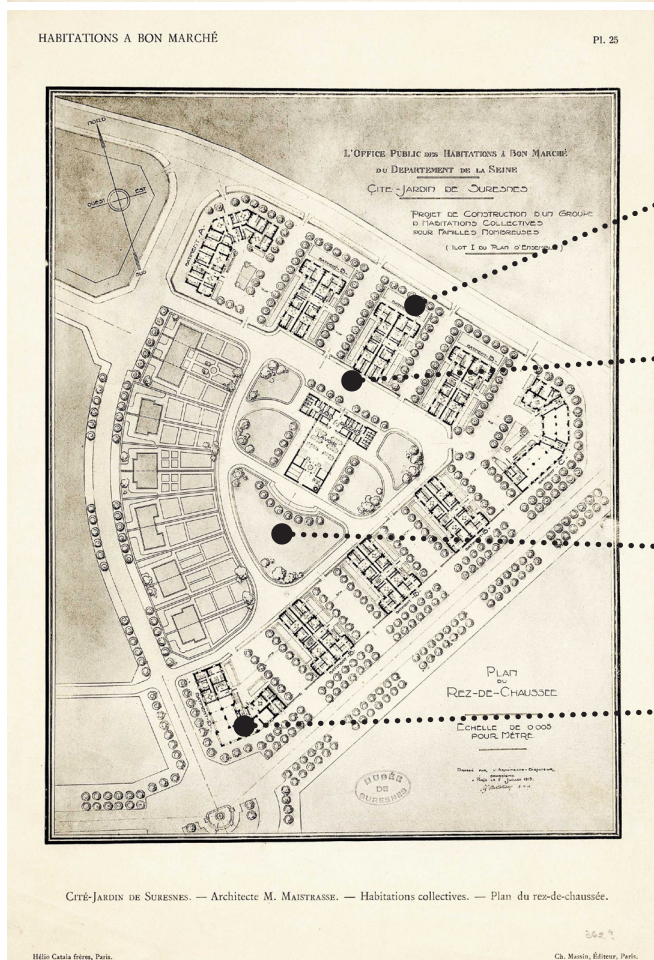 HABITATIONS A BON MARCHÉ
Pl. 25
NORD
OUEST
EST
L'OFFICE PUBLIC DES HABITATIONS À BON MARCHÉ
DU DEPARTEMENT DE LA SEINE
CITE-JARDIN DE SURESNES
PROJET DE CONSTRUCTION D'UN GROUPE
D'HABITATIONS COLLECTIVES
POUR FAMILLES NOMBREUSES
( ILOT I DU PLAN D'ENSEMBLE )
PLAN
DU
REZ-DE-CHAUSSEE
ECHELLE DE 0.005
POUR METRE
MUSÉE
DE
SURESNES
CITÉ-JARDIN DE SURESNES. — Architecte M. MAISTRASSE. — Habitations collectives. — Plan du rez-de-chaussée.
Hélio Catala frères, Paris.
Ch. Massin, Éditeur, Paris.